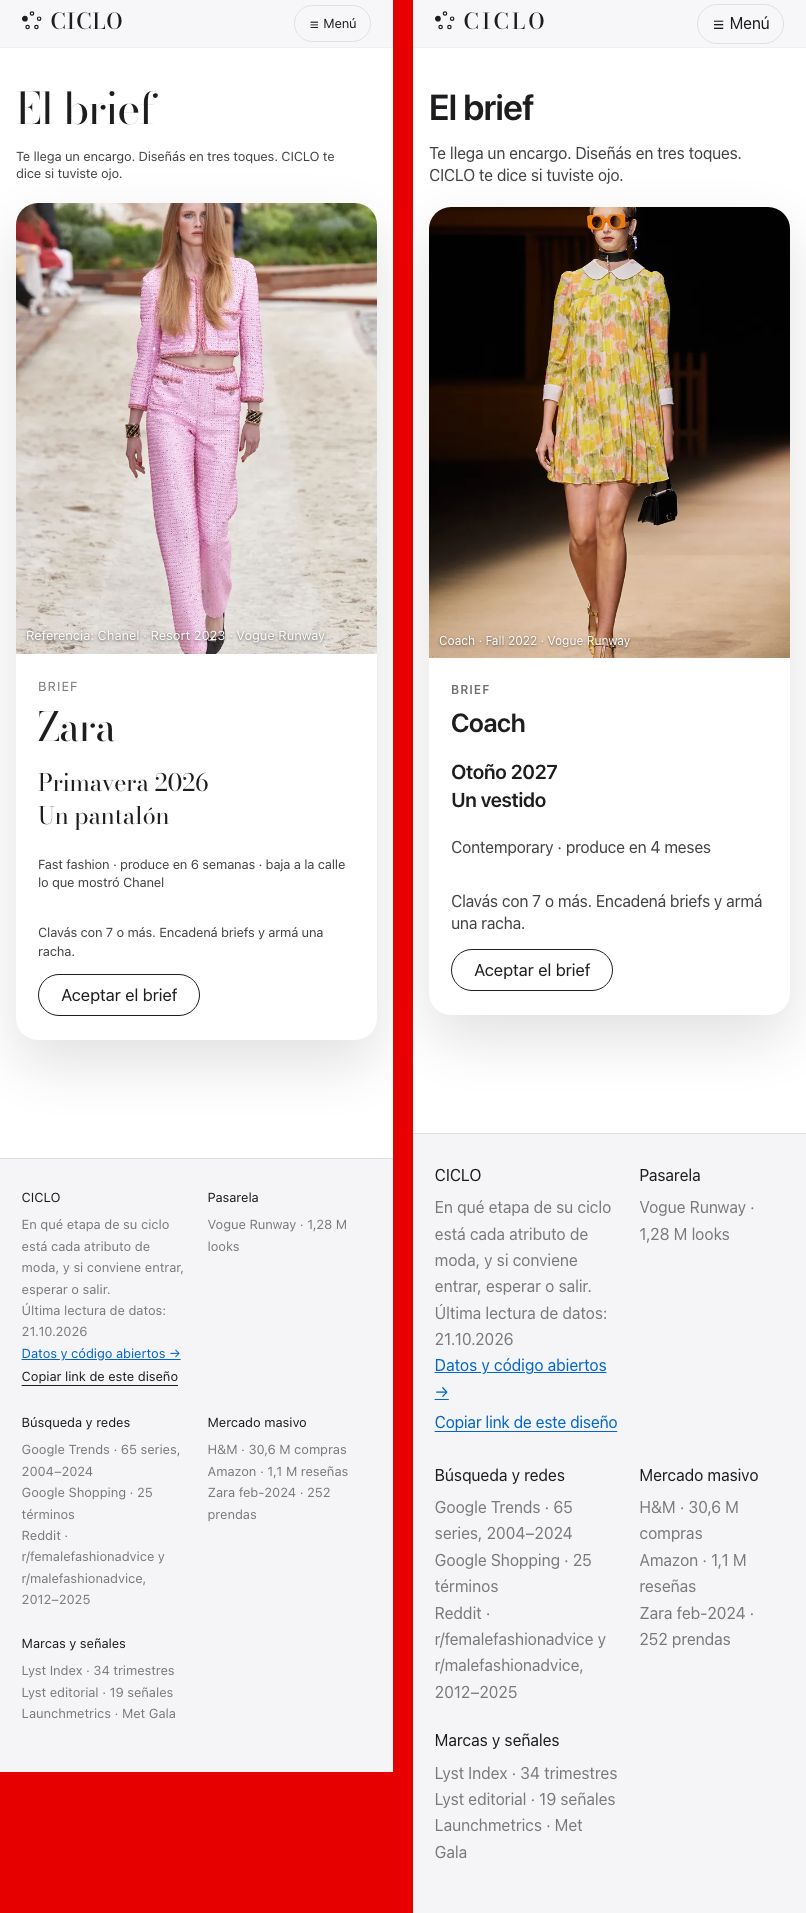 CICLO
≡ Menú
El brief
Te llega un encargo. Diseñás en tres toques. CICLO te
dice si tuviste ojo.
Referencia: Chanel · Resort 2023 · Vogue Runway
BRIEF
Zara
Primavera 2026
Un pantalón
Fast fashion · produce en 6 semanas · baja a la calle
lo que mostró Chanel
Clavás con 7 o más. Encadená briefs y armá una
racha.
Aceptar el brief
CICLO
En qué etapa de su ciclo
está cada atributo de
moda, y si conviene entrar,
esperar o salir.
Última lectura de datos:
21.10.2026
Datos y código abiertos →
Copiar link de este diseño
Pasarela
Vogue Runway · 1,28 M
looks
Búsqueda y redes
Google Trends · 65 series,
2004–2024
Google Shopping · 25
términos
Reddit ·
r/femalefashionadvice y
r/malefashionadvice,
2012–2025
Mercado masivo
H&M · 30,6 M compras
Amazon · 1,1 M reseñas
Zara feb-2024 · 252
prendas
Marcas y señales
Lyst Index · 34 trimestres
Lyst editorial · 19 señales
Launchmetrics · Met Gala
CICLO
≡ Menú
El brief
Te llega un encargo. Diseñás en tres toques.
CICLO te dice si tuviste ojo.
Coach · Fall 2022 · Vogue Runway
BRIEF
Coach
Otoño 2027
Un vestido
Contemporary · produce en 4 meses
Clavás con 7 o más. Encadená briefs y armá
una racha.
Aceptar el brief
CICLO
En qué etapa de su ciclo
está cada atributo de
moda, y si conviene
entrar, esperar o salir.
Última lectura de datos:
21.10.2026
Datos y código abiertos
→
Copiar link de este diseño
Pasarela
Vogue Runway ·
1,28 M looks
Búsqueda y redes
Google Trends · 65
series, 2004–2024
Google Shopping · 25
términos
Reddit ·
r/femalefashionadvice y
r/malefashionadvice,
2012–2025
Mercado masivo
H&M · 30,6 M
compras
Amazon · 1,1 M
reseñas
Zara feb-2024 ·
252 prendas
Marcas y señales
Lyst Index · 34 trimestres
Lyst editorial · 19 señales
Launchmetrics · Met
Gala